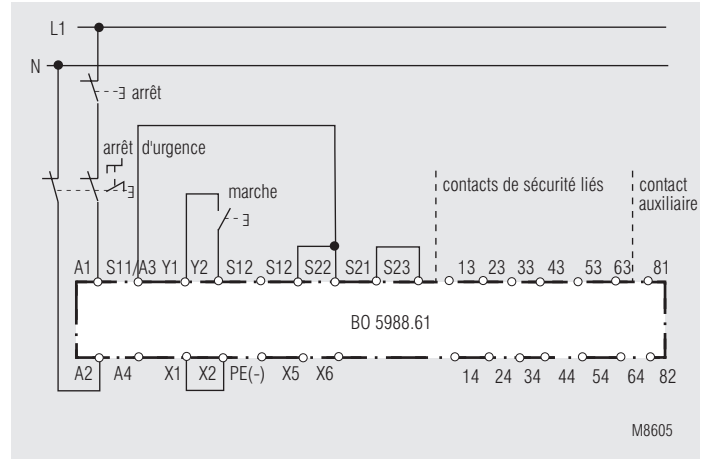 L1
N
arrêt
arrêt d'urgence
marche
contacts de sécurité liés
contact
auxiliaire
A1 S11/A3 Y1 Y2 S12 S12 S22 S21 S23 13 23 33 43 53 63 81
BO 5988.61
A2 A4 X1 X2 PE(-) X5 X6 14 24 34 44 54 64 82
M8605